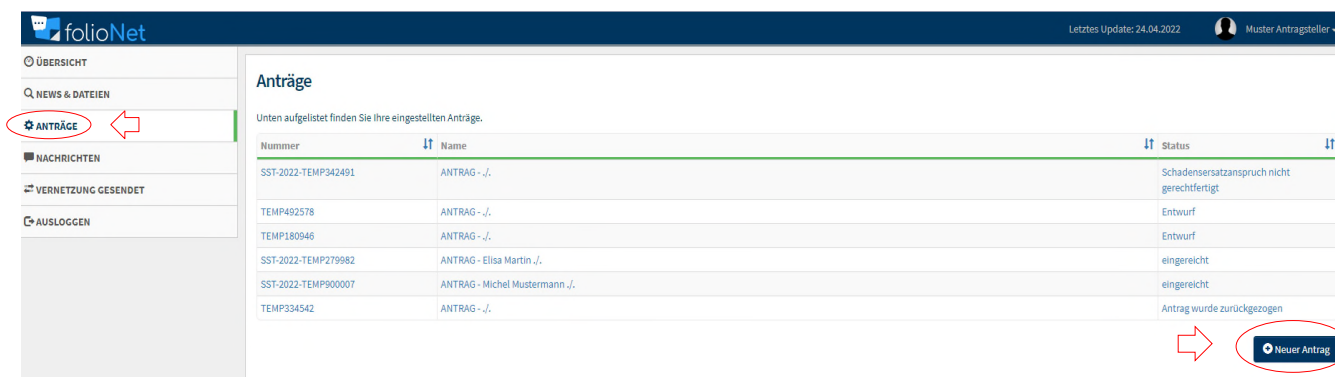 folioNet
Letztes Update: 24.04.2022 Muster Antragsteller
ÜBERSICHT
NEWS & DATEIEN
ANTRÄGE
NACHRICHTEN
VERNETZUNG GESENDET
AUSLOGGEN
Anträge
Unten aufgelistet finden Sie Ihre eingestellten Anträge.
Nummer Name Status
SST-2022-TEMP342491 ANTRAG - ./. Schadensersatzanspruch nicht
gerechtfertigt
TEMP492578 ANTRAG - ./. Entwurf
TEMP180946 ANTRAG - ./. Entwurf
SST-2022-TEMP279982 ANTRAG - Elisa Martin ./. eingereicht
SST-2022-TEMP900007 ANTRAG - Michel Mustermann ./. eingereicht
TEMP334542 ANTRAG - ./. Antrag wurde zurückgezogen
Neuer Antrag